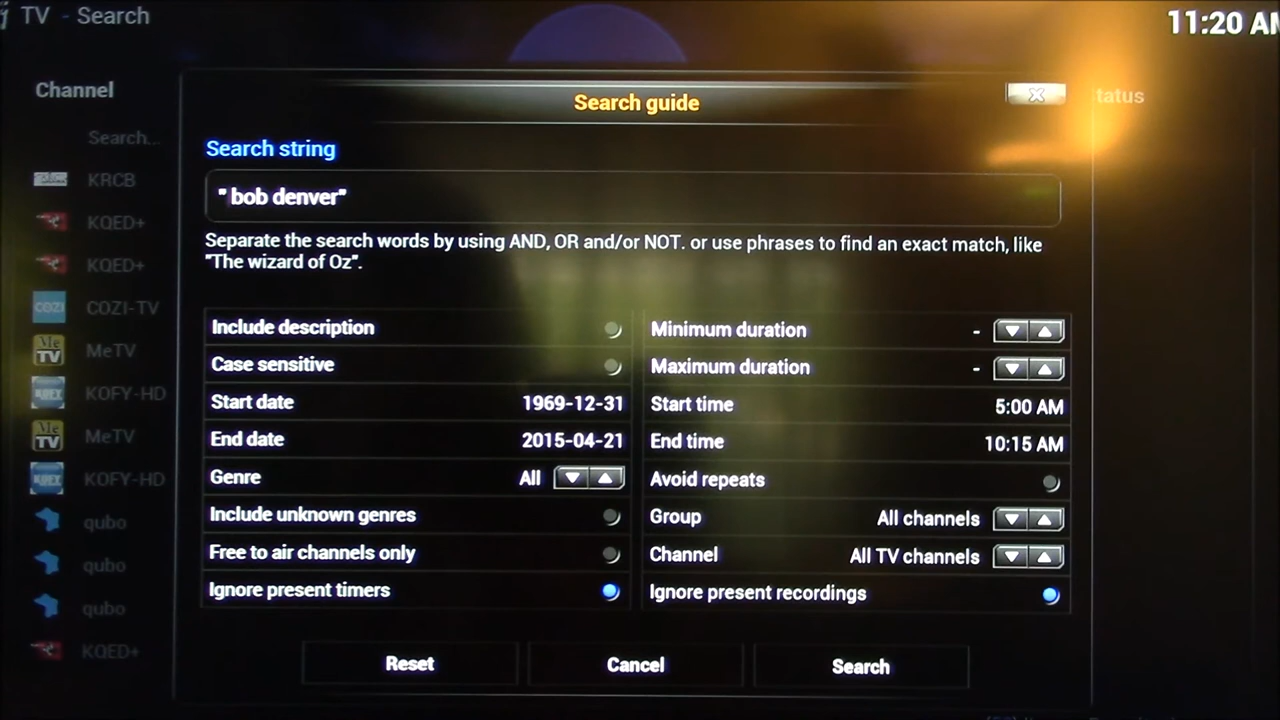 TV - Search
11:20 AM
Channel
Search guide
tatus
Search...
Search string
KRCB
" bob denver"
KQED+
Separate the search words by using AND, OR and/or NOT. or use phrases to find an exact match, like
"The wizard of Oz".
KQED+
COZI COZI-TV
Include description
Minimum duration -
Me TV MeTV
Case sensitive
Maximum duration -
KOFY-HD
Start date 1969-12-31
Start time 5:00 AM
Me TV MeTV
End date 2015-04-21
End time 10:15 AM
KOFY-HD
Genre All
Avoid repeats
qubo
Include unknown genres
Group All channels
qubo
Free to air channels only
Channel All TV channels
qubo
Ignore present timers
Ignore present recordings
KQED+
Reset Cancel Search